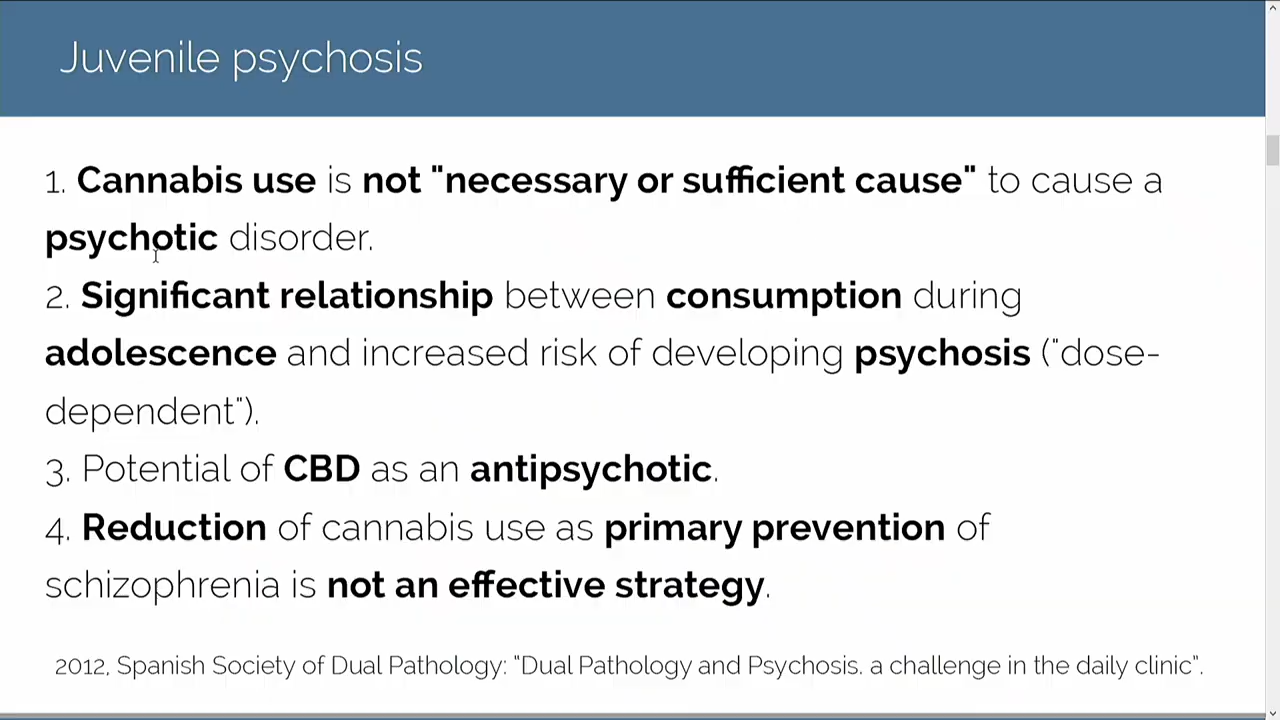 Juvenile psychosis
1. Cannabis use is not "necessary or sufficient cause" to cause a
psychotic disorder.
2. Significant relationship between consumption during
adolescence and increased risk of developing psychosis ("dose-
dependent").
3. Potential of CBD as an antipsychotic.
4. Reduction of cannabis use as primary prevention of
schizophrenia is not an effective strategy.
2012, Spanish Society of Dual Pathology: "Dual Pathology and Psychosis. a challenge in the daily clinic".